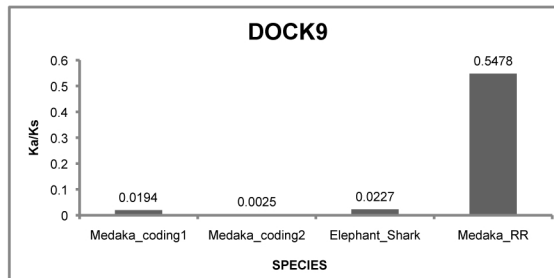 DOCK9
0.6
0.5478
0.5
0.4
0.3
0.2
0.1
0.0194
0.0025
0.0227
0
Ka/Ks
Medaka_coding1 Medaka_coding2 Elephant_Shark Medaka_RR
SPECIES